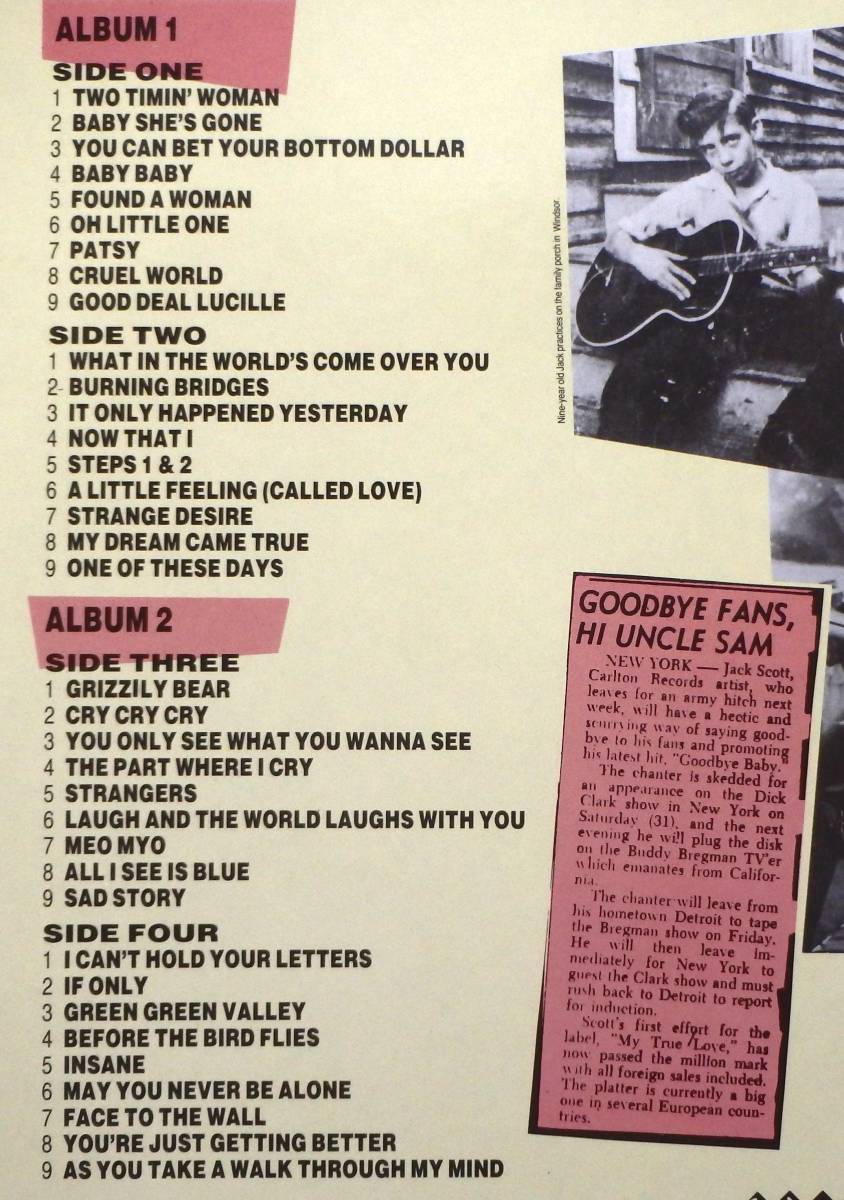 ALBUM 1
SIDE ONE
1 TWO TIMIN' WOMAN
2 BABY SHE'S GONE
3 YOU CAN BET YOUR BOTTOM DOLLAR
4 BABY BABY
5 FOUND A WOMAN
6 OH LITTLE ONE
7 PATSY
8 CRUEL WORLD
9 GOOD DEAL LUCILLE
SIDE TWO
1 WHAT IN THE WORLD'S COME OVER YOU
2- BURNING BRIDGES
3 IT ONLY HAPPENED YESTERDAY
4 NOW THAT I
5 STEPS 1 & 2
6 A LITTLE FEELING (CALLED LOVE)
7 STRANGE DESIRE
8 MY DREAM CAME TRUE
9 ONE OF THESE DAYS
ALBUM 2
SIDE THREE
1 GRIZZILY BEAR
2 CRY CRY CRY
3 YOU ONLY SEE WHAT YOU WANNA SEE
4 THE PART WHERE I CRY
5 STRANGERS
6 LAUGH AND THE WORLD LAUGHS WITH YOU
7 MEO MYO
8 ALL I SEE IS BLUE
9 SAD STORY
SIDE FOUR
1 I CAN'T HOLD YOUR LETTERS
2 IF ONLY
3 GREEN GREEN VALLEY
4 BEFORE THE BIRD FLIES
5 INSANE
6 MAY YOU NEVER BE ALONE
7 FACE TO THE WALL
8 YOU'RE JUST GETTING BETTER
9 AS YOU TAKE A WALK THROUGH MY MIND
Nine-year old Jack practices on the family porch in Windsor.
GOODBYE FANS,
HI UNCLE SAM
NEW YORK — Jack Scott,
Carlton Records artist, who
leaves for an army hitch next
week, will have a hectic and
scurrying way of saying good-
bye to his fans and promoting
his latest hit, "Goodbye Baby."
The chanter is skedded for
an appearance on the Dick
Clark show in New York on
Saturday (31), and the next
evening he will plug the disk
on the Buddy Bregman TV'er
which emanates from Califor-
nia.
The chanter will leave from
his hometown Detroit to tape
the Bregman show on Friday.
He will then leave im-
mediately for New York to
guest the Clark show and must
rush back to Detroit to report
for induction.
Scott's first effort for the
label, "My True Love," has
now passed the million mark
with all foreign sales included.
The platter is currently a big
one in several European coun-
tries.